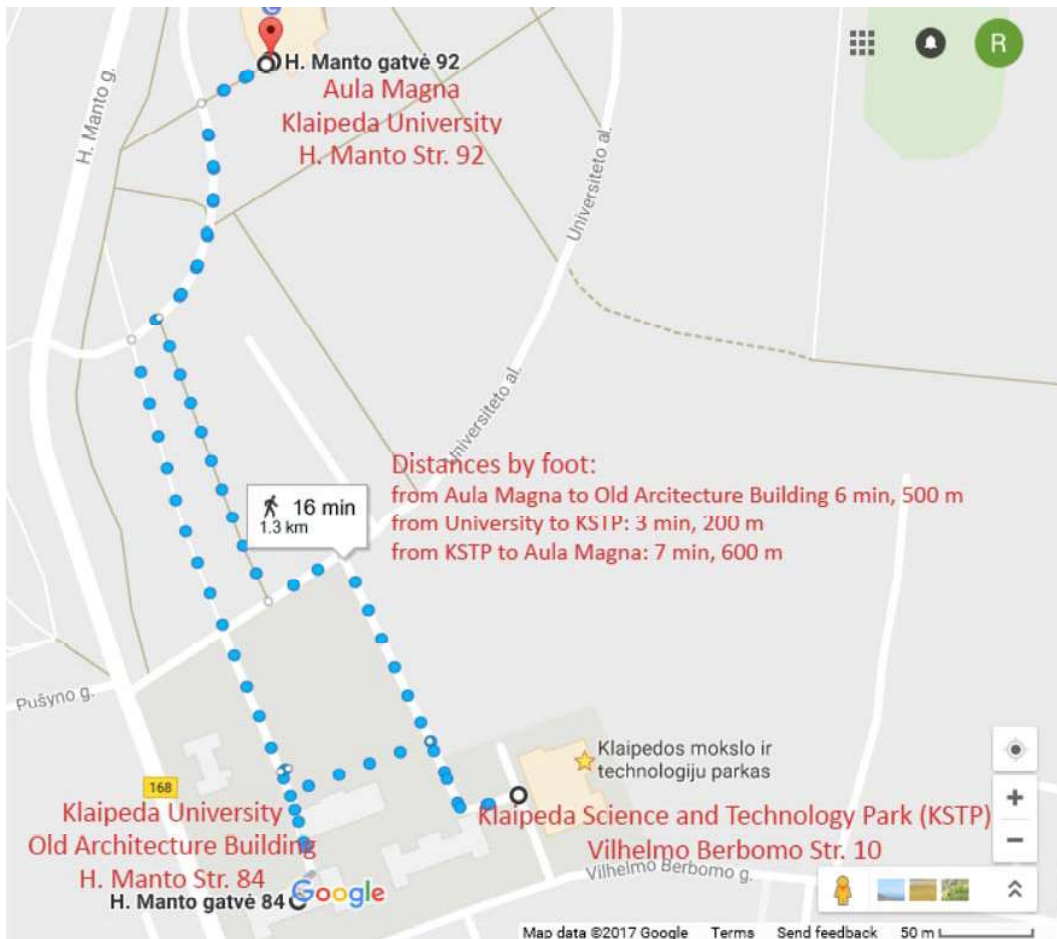 R
H. Manto g.
H. Manto gatvė 92
Aula Magna
Klaipeda University
H. Manto Str. 92
Universiteto al.
Universiteto al.
Distances by foot:
from Aula Magna to Old Arcitecture Building 6 min, 500 m
from University to KSTP: 3 min, 200 m
from KSTP to Aula Magna: 7 min, 600 m
16 min
1.3 km
Pušyno g.
168
Klaipedos mokslo ir
technologiju parkas
Klaipeda University
Old Architecture Building
H. Manto Str. 84
H. Manto gatvė 84
Klaipeda Science and Technology Park (KSTP)
Vilhelmo Berbomo Str. 10
Vilhelmo Berbomo g.
Google
Map data ©2017 Google Terms Send feedback 50 m